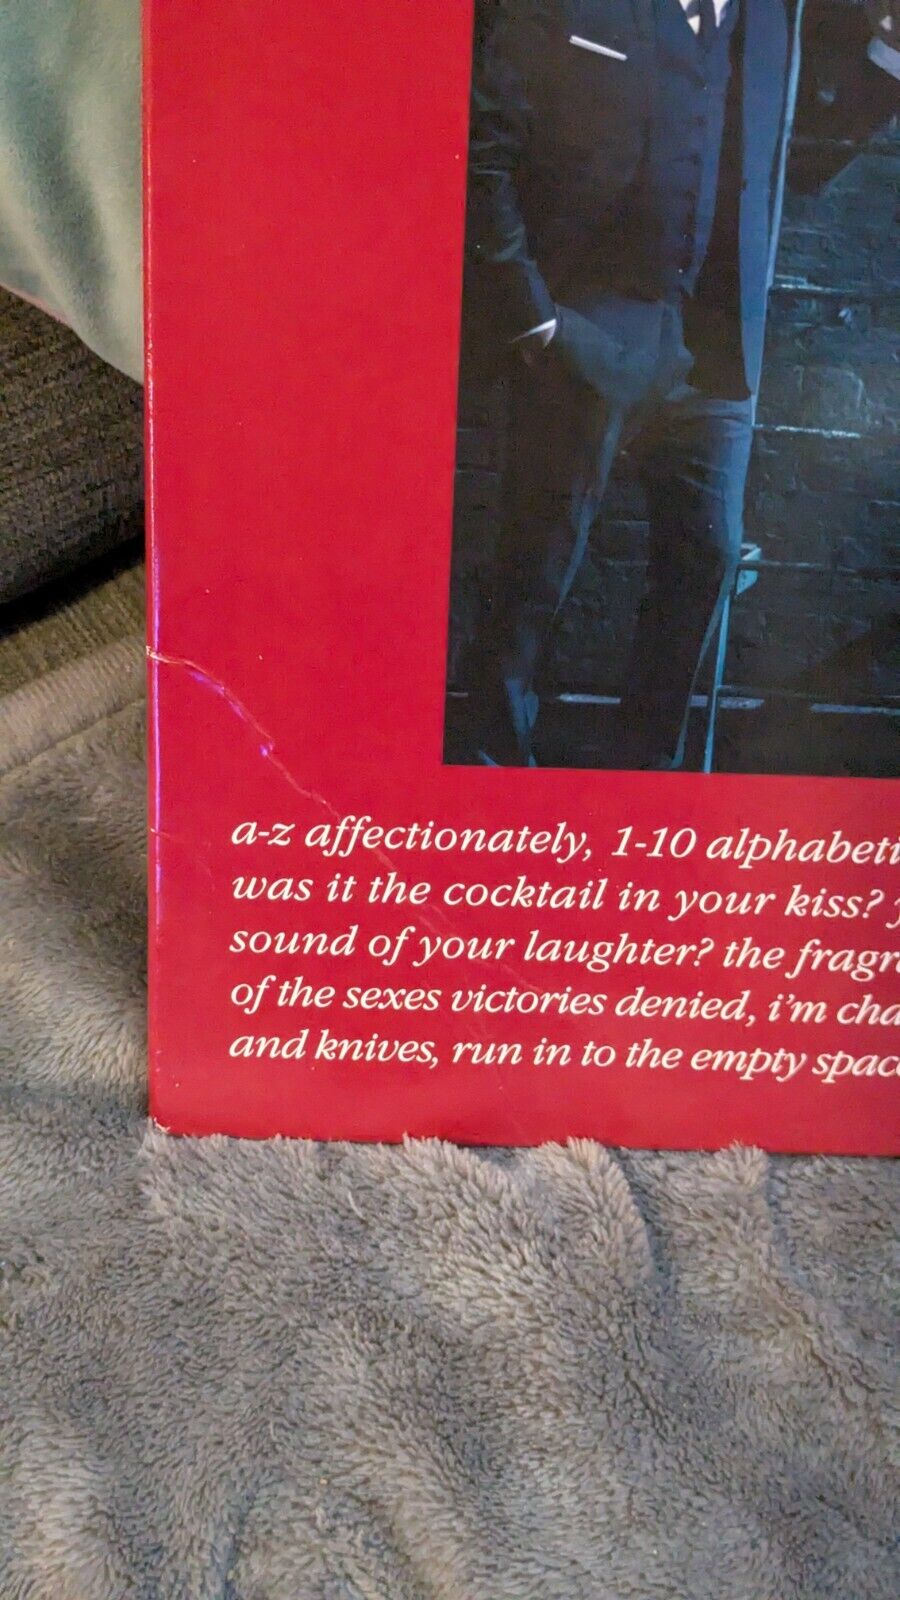 a-z affectionately, 1-10 alphabeti
was it the cocktail in your kiss?
sound of your laughter? the fragr
of the sexes victories denied, i'm cha
and knives, run in to the empty spac